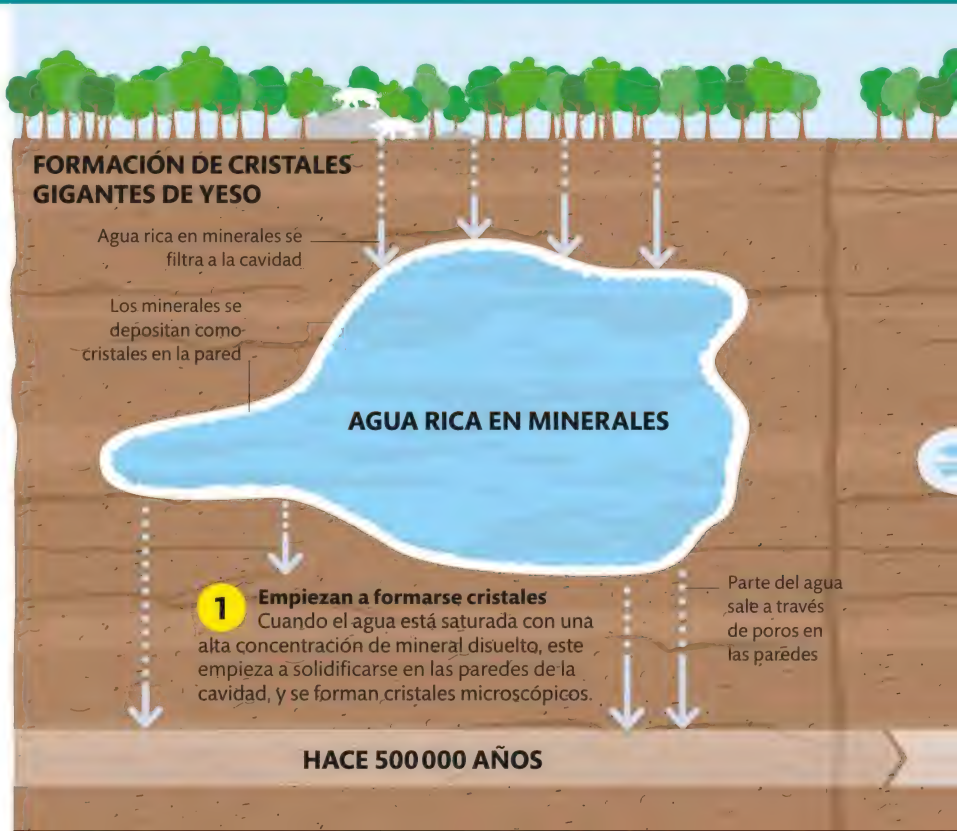 FORMACIÓN DE CRISTALES
GIGANTES DE YESO
Agua rica en minerales se
filtra a la cavidad
Los minerales se
depositan como
cristales en la pared
AGUA RICA EN MINERALES
1
Empiezan a formarse cristales
Cuando el agua está saturada con una
alta concentración de mineral disuelto, este
empieza a solidificarse en las paredes de la
cavidad, y se forman cristales microscópicos.
Parte del agua
sale a través
de poros en
las paredes
HACE 500 000 AÑOS